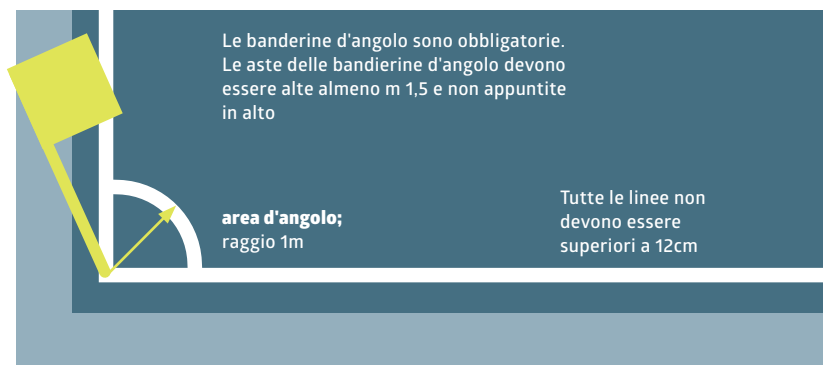 Le banderine d'angolo sono obbligatorie.
Le aste delle bandierine d'angolo devono
essere alte almeno m 1,5 e non appuntite
in alto
area d'angolo;
raggio 1m
Tutte le linee non
devono essere
superiori a 12cm